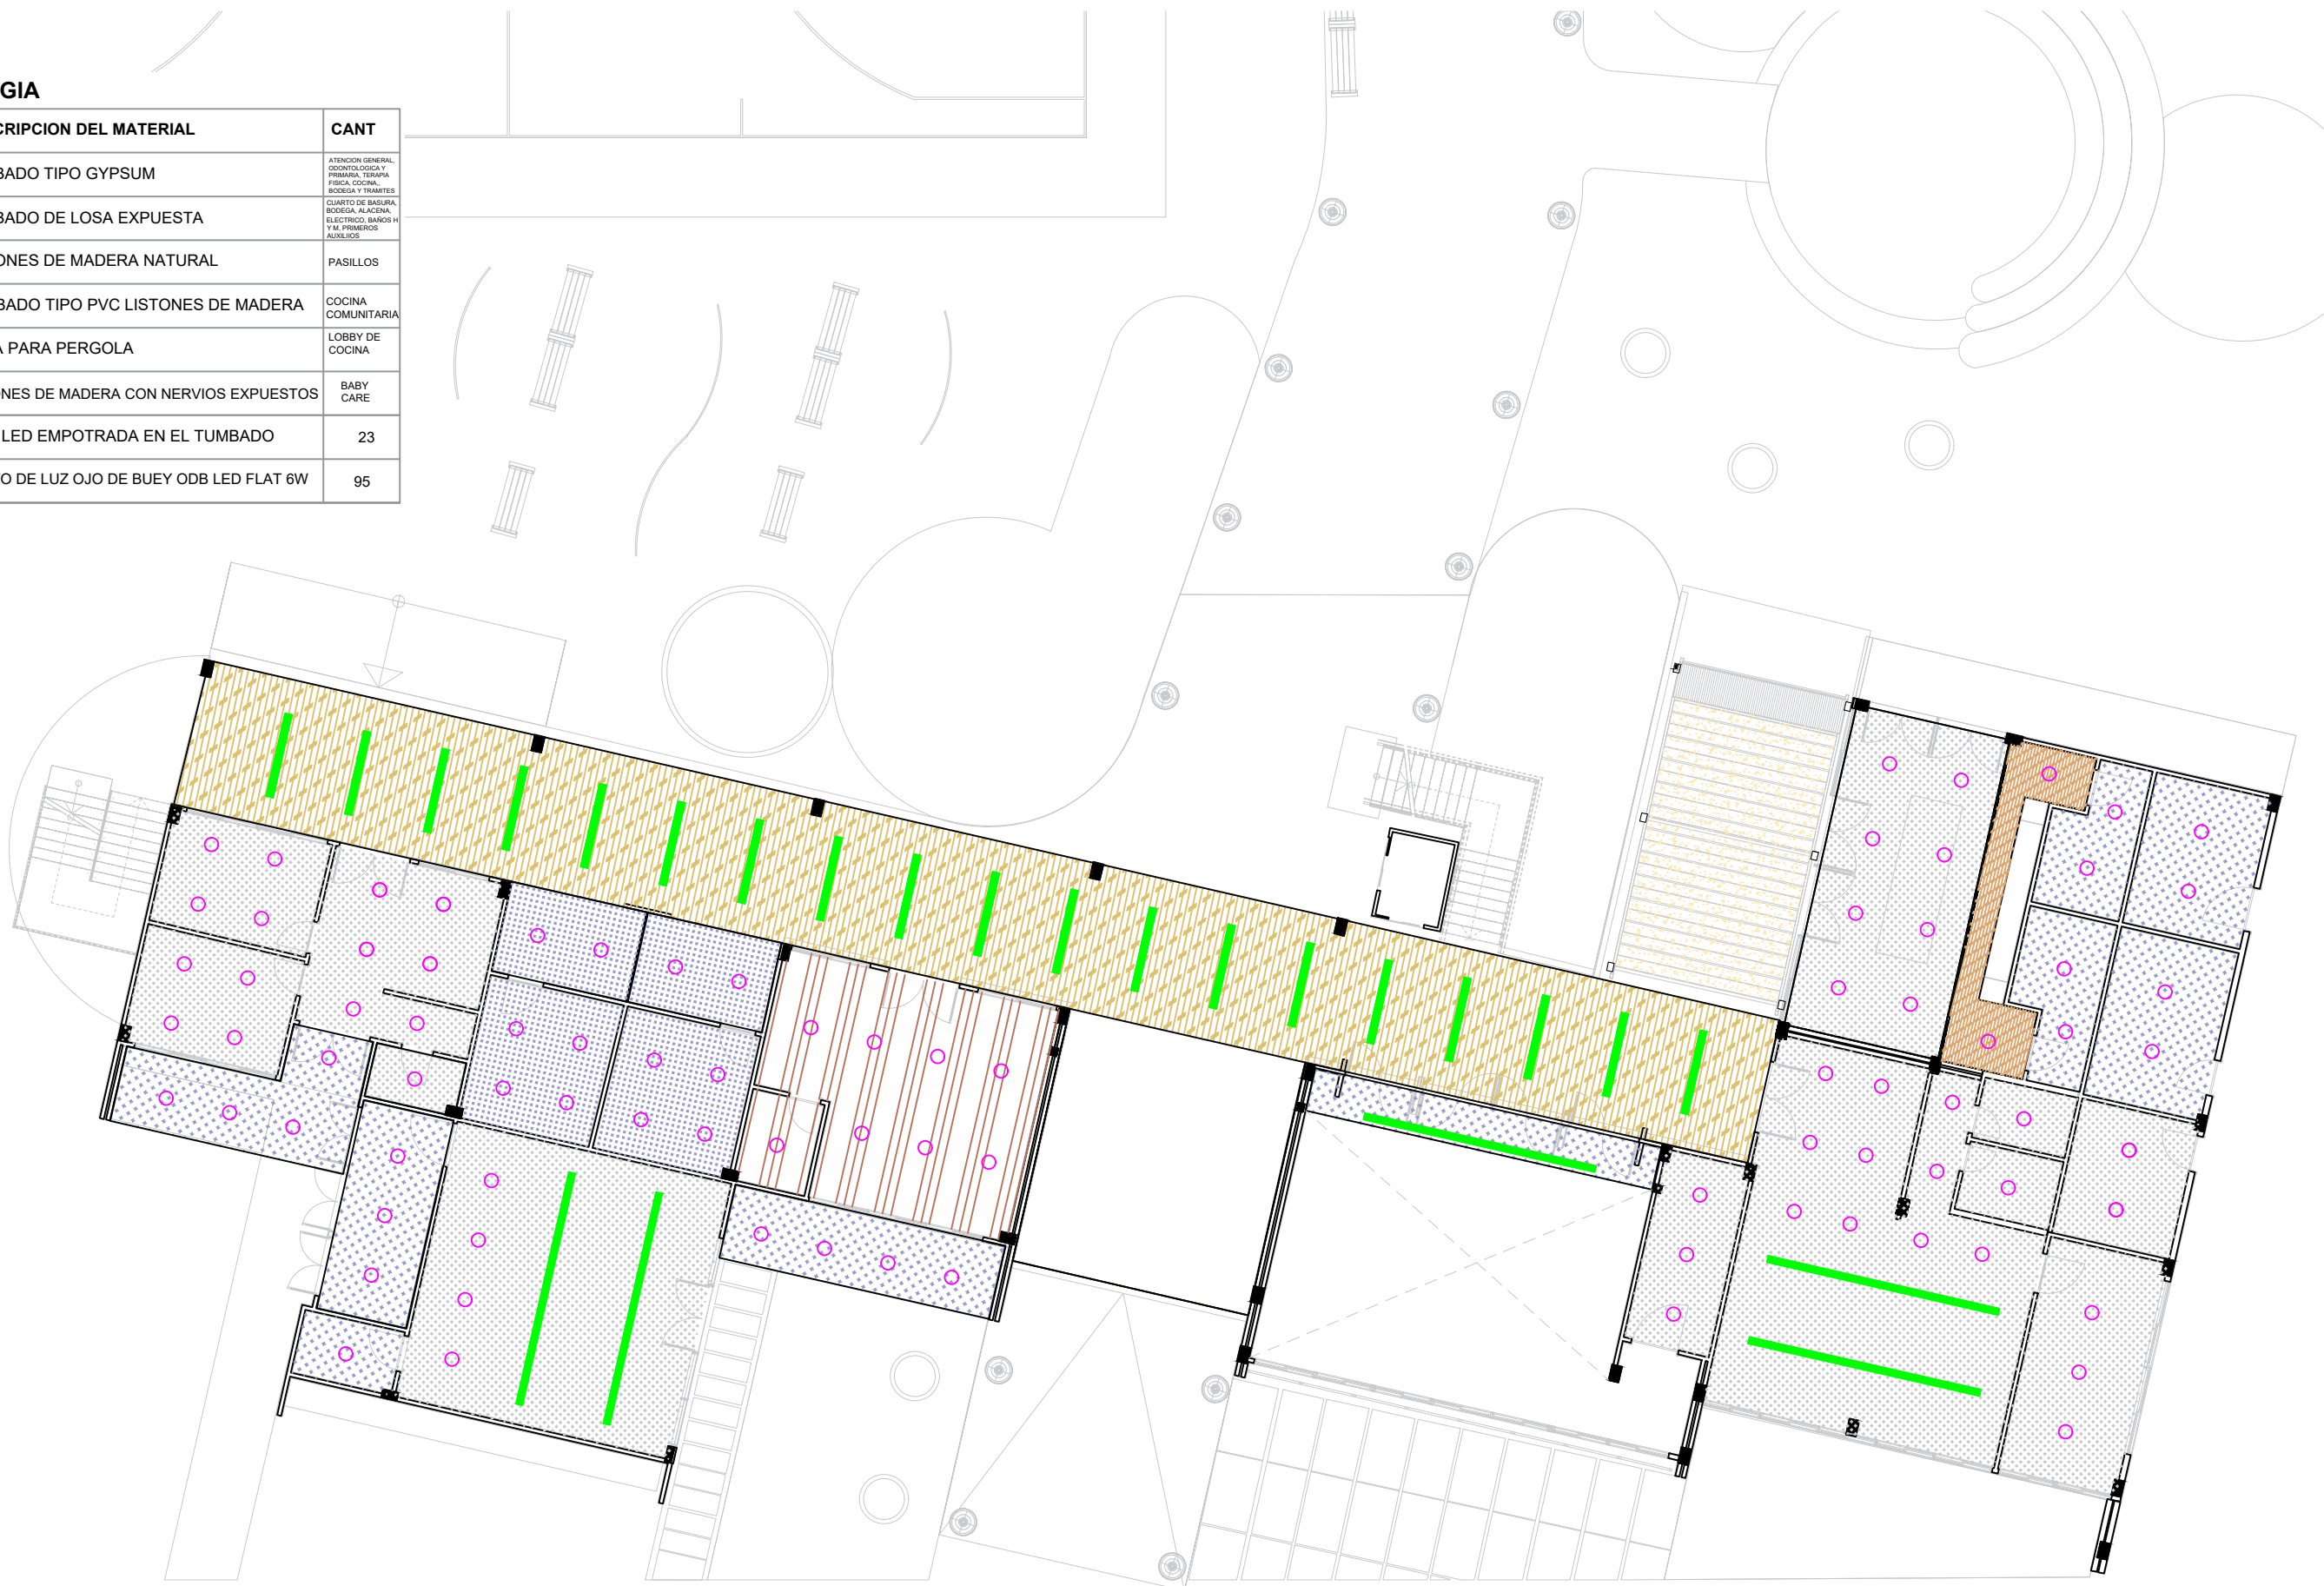 GIA
CRIPCION DEL MATERIAL CANT
BADO TIPO GYPSUM
ATENCION GENERAL,
ODONTOLOGICA Y
PRIMARIA, TERAPIA
FISICA, COCINA,,
BODEGA Y TRAMITES
BADO DE LOSA EXPUESTA
CUARTO DE BASURA,
BODEGA, ALACENA,
ELECTRICO, BAÑOS H
Y M, PRIMEROS
AUXILIIOS
ONES DE MADERA NATURAL PASILLOS
BADO TIPO PVC LISTONES DE MADERA
COCINA
COMUNITARIA
A PARA PERGOLA
LOBBY DE
COCINA
ONES DE MADERA CON NERVIOS EXPUESTOS
BABY
CARE
LED EMPOTRADA EN EL TUMBADO 23
O DE LUZ OJO DE BUEY ODB LED FLAT 6W 95